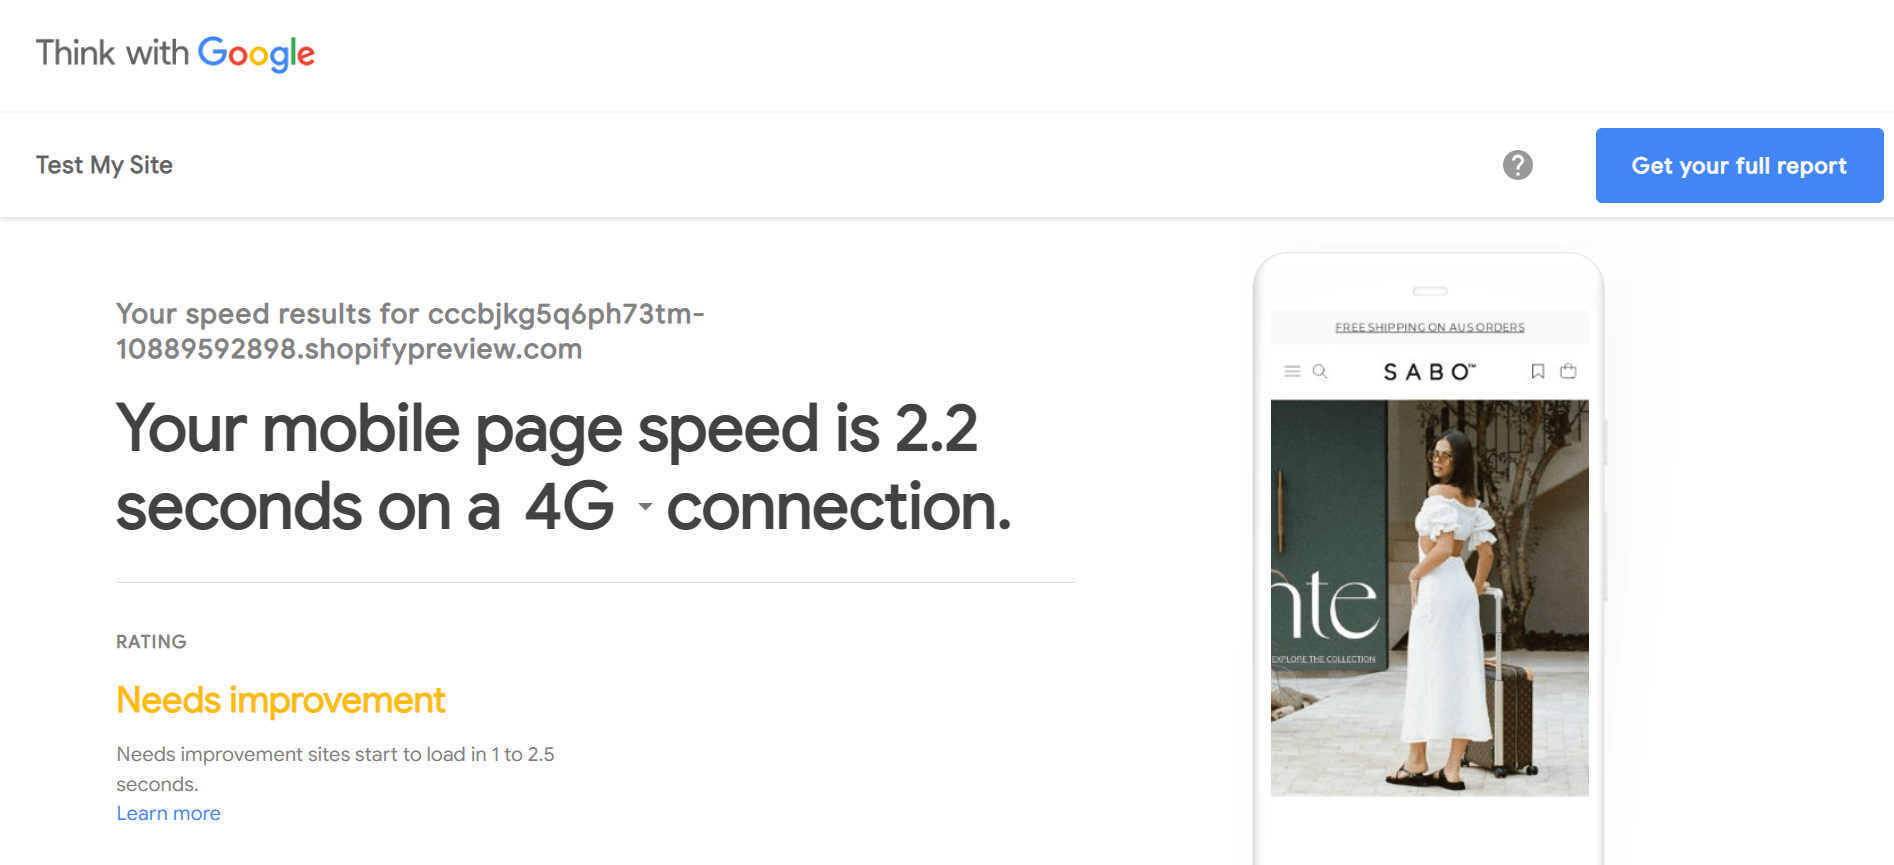 Think with Google
Test My Site
Get your full report
Your speed results for cccbjkg5q6ph73tm-
10889592898.shopifypreview.com
Your mobile page speed is 2.2
seconds on a 4G connection.
RATING
Needs improvement
Needs improvement sites start to load in 1 to 2.5
seconds.
Learn more
FREE SHIPPING ON AUS ORDERS
SABO™
nte
EXPLORE THE COLLECTION